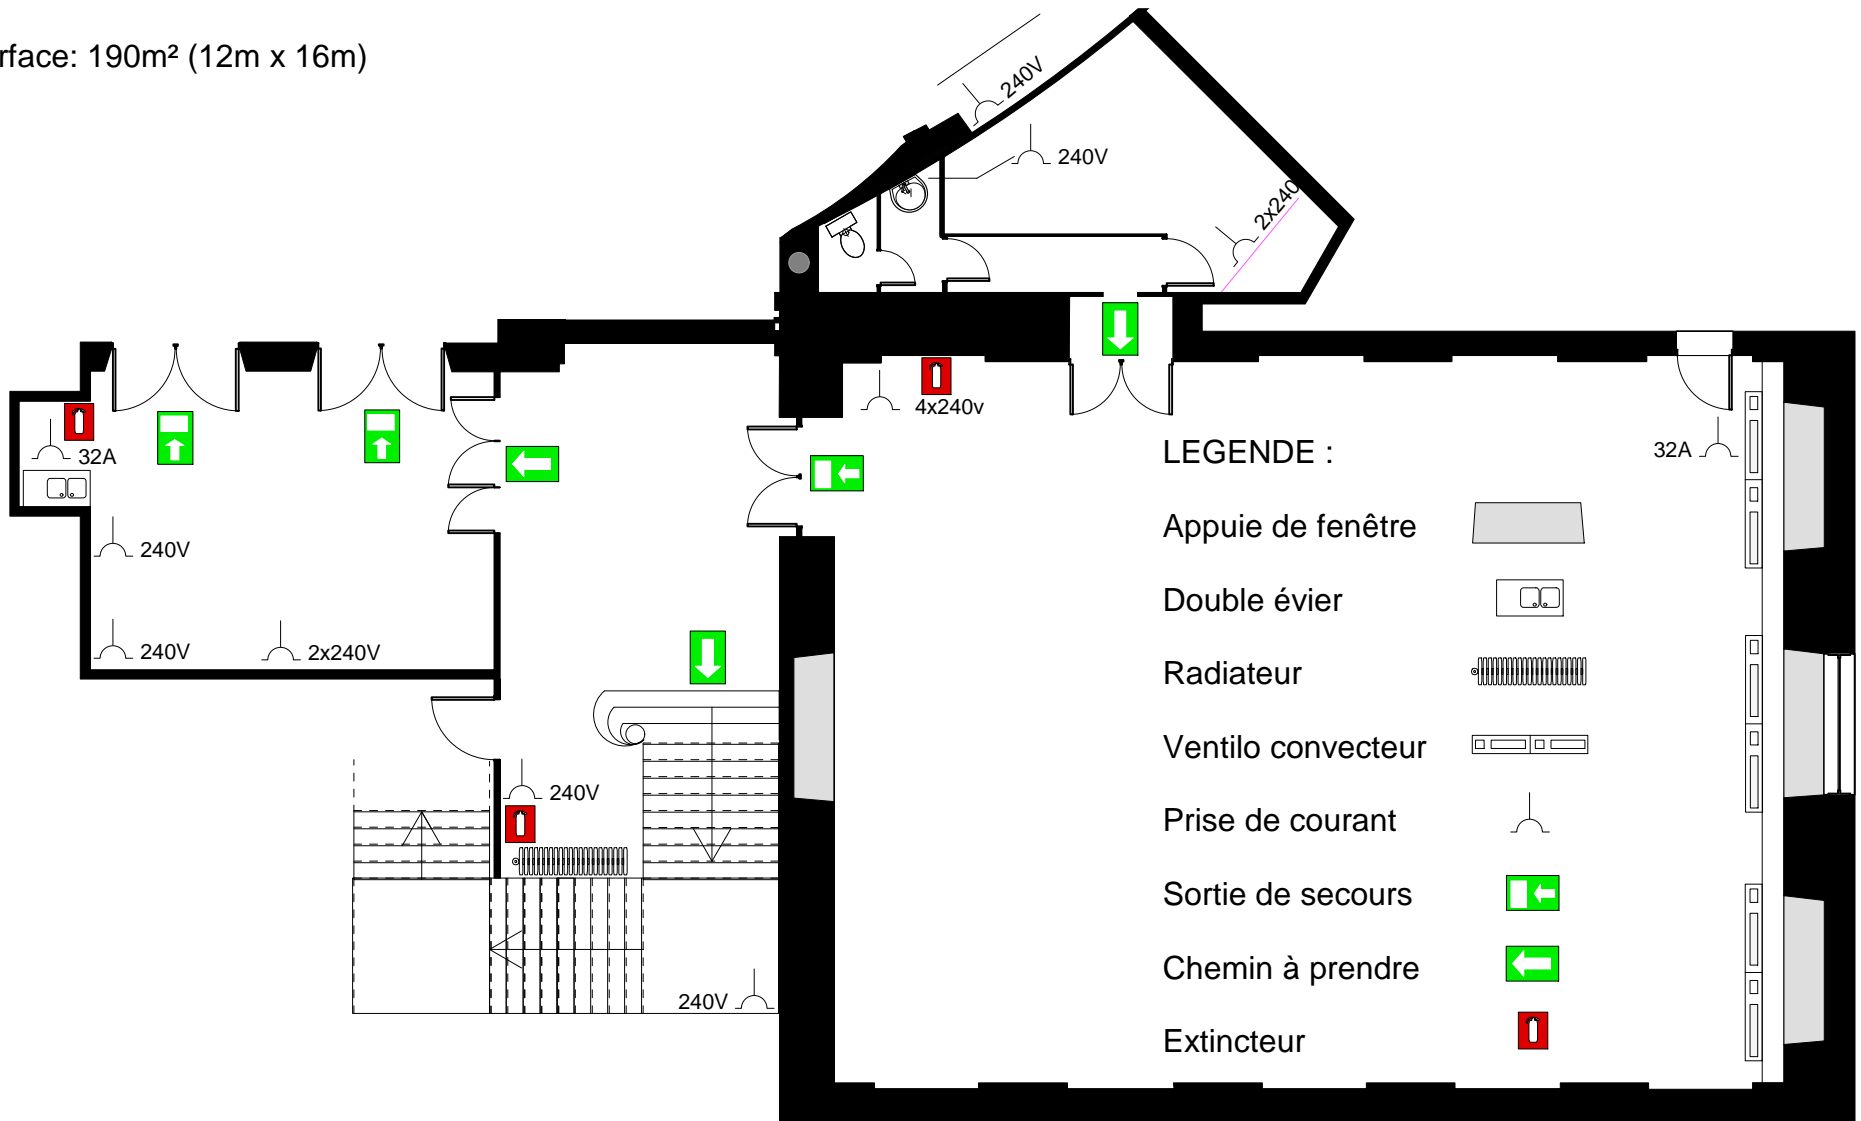 rface: 190m² (12m x 16m)
240V
240V
2x240
4x240v
32A
32A
240V
240V
2x240V
240V
240V
LEGENDE :
Appuie de fenêtre
Double évier
Radiateur
Ventilo convecteur
Prise de courant
Sortie de secours
Chemin à prendre
Extincteur